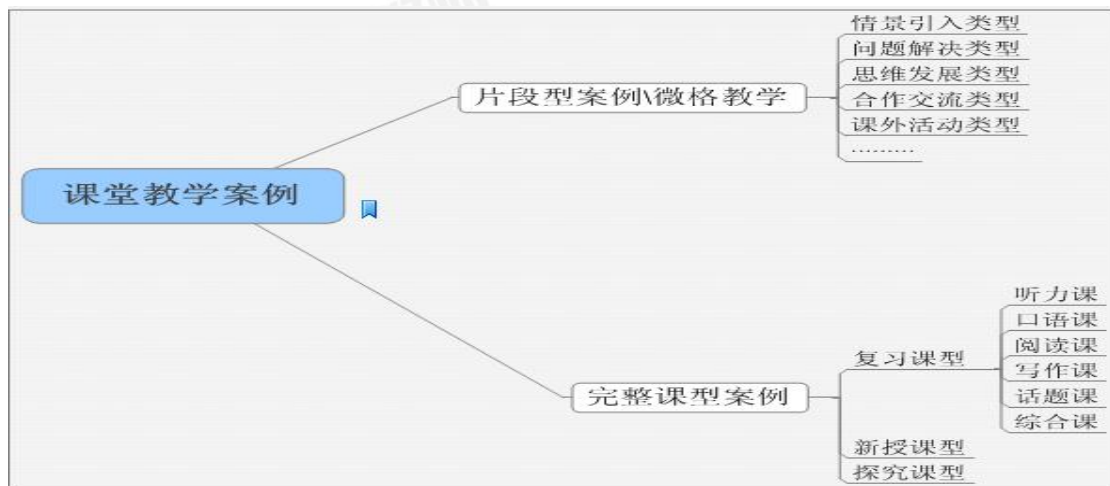 课堂教学案例
片段型案例\微格教学
情景引入类型
问题解决类型
思维发展类型
合作交流类型
课外活动类型
.........
完整课型案例
复习课型
听力课
口语课
阅读课
写作课
话题课
综合课
新授课型
探究课型